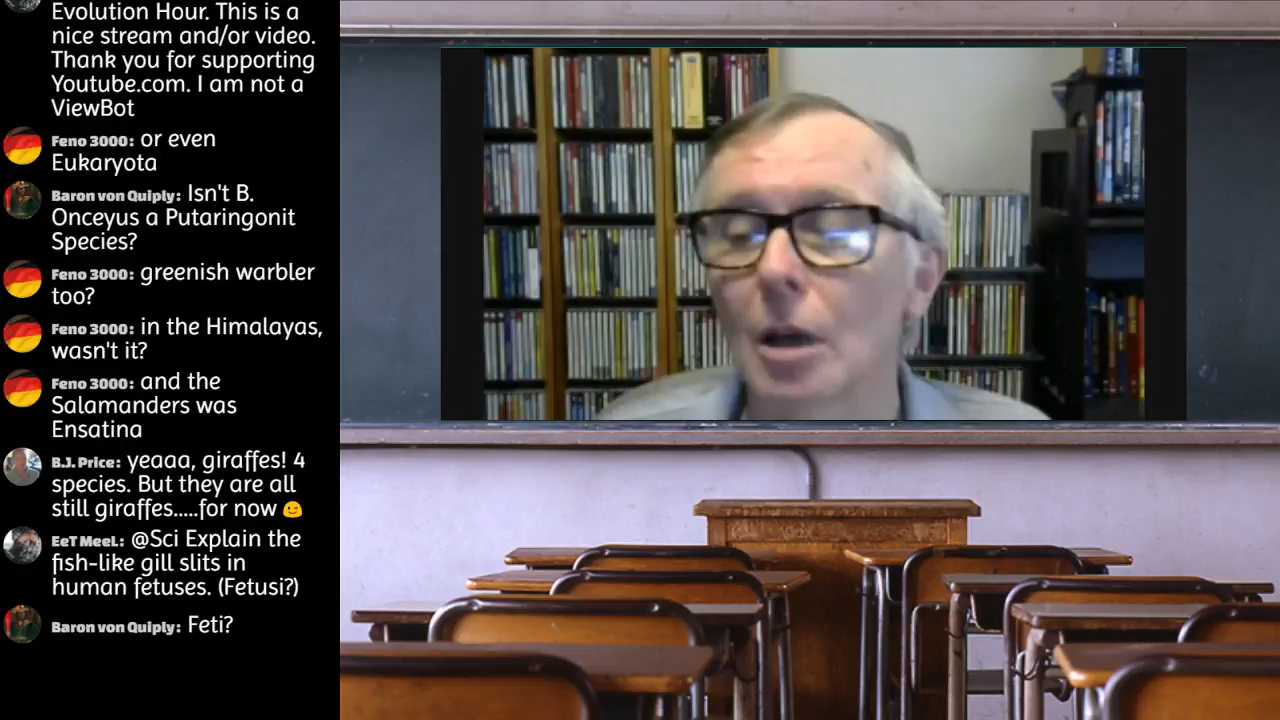 Evolution Hour. This is a
nice stream and/or video.
Thank you for supporting
Youtube.com. I am not a
ViewBot
Feno 3000: or even
Eukaryota
Baron von Quiply: Isn't B.
Onceyus a Putaringonit
Species?
Feno 3000: greenish warbler
too?
Feno 3000: in the Himalayas,
wasn't it?
Feno 3000: and the
Salamanders was
Ensatina
B.J. Price: yeaaa, giraffes! 4
species. But they are all
still giraffes.....for now 🙂
EeT MeeL: @Sci Explain the
fish-like gill slits in
human fetuses. (Fetusi?)
Baron von Quiply: Feti?